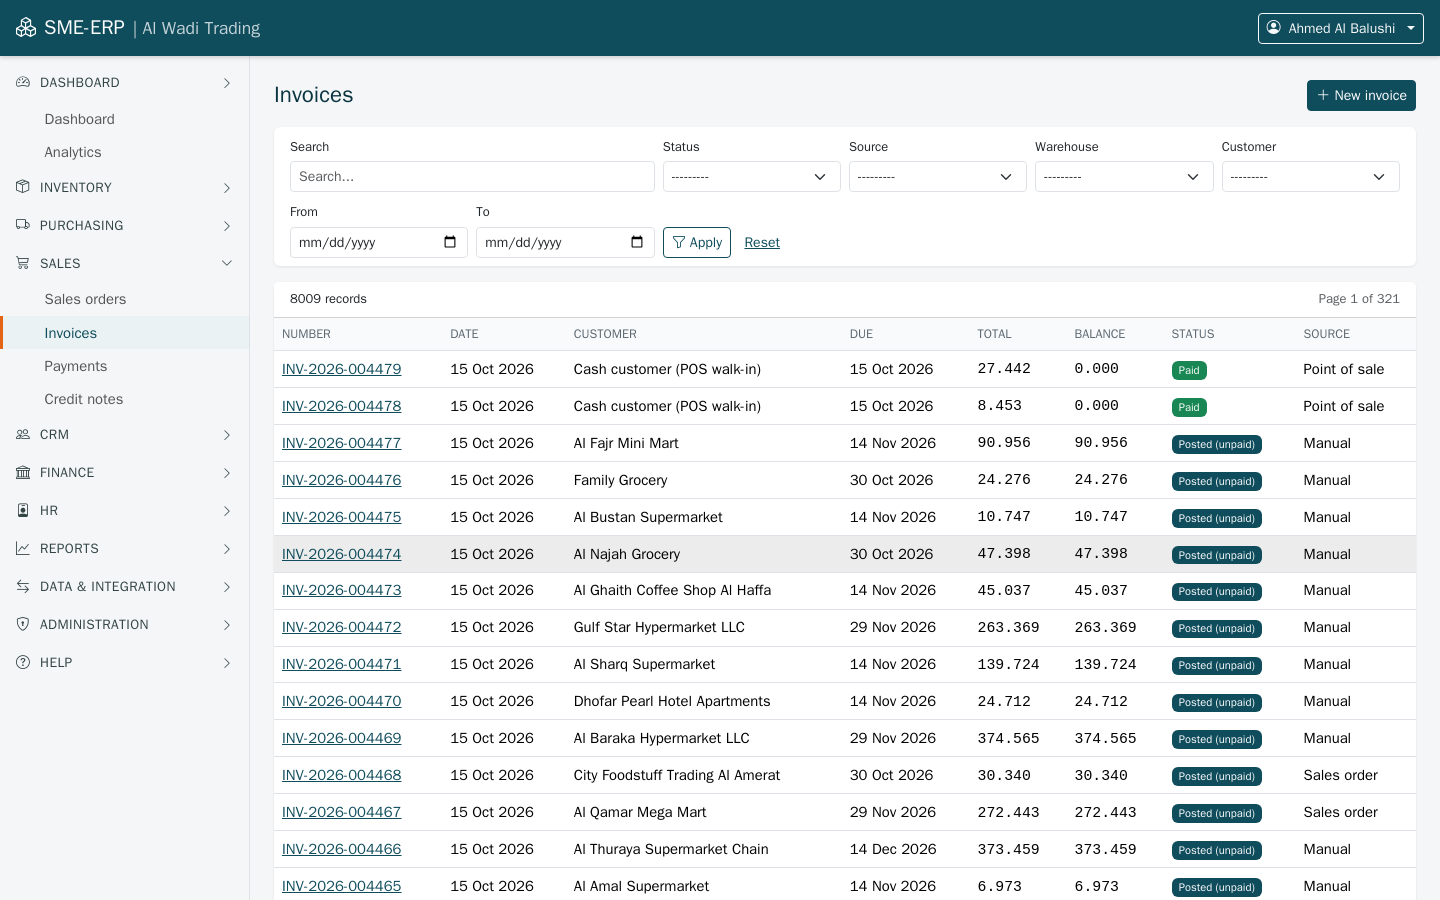 SME-ERP | Al Wadi Trading
Ahmed Al Balushi
DASHBOARD
Dashboard
Analytics
INVENTORY
PURCHASING
SALES
Sales orders
Invoices
Payments
Credit notes
CRM
FINANCE
HR
REPORTS
DATA & INTEGRATION
ADMINISTRATION
HELP
Invoices
New invoice
Search Status Source Warehouse Customer
Search... --------- --------- --------- ---------
From To
mm/dd/yyyy mm/dd/yyyy Apply Reset
8009 records Page 1 of 321
NUMBER DATE CUSTOMER DUE TOTAL BALANCE STATUS SOURCE
INV-2026-004479 15 Oct 2026 Cash customer (POS walk-in) 15 Oct 2026 27.442 0.000 Paid Point of sale
INV-2026-004478 15 Oct 2026 Cash customer (POS walk-in) 15 Oct 2026 8.453 0.000 Paid Point of sale
INV-2026-004477 15 Oct 2026 Al Fajr Mini Mart 14 Nov 2026 90.956 90.956 Posted (unpaid) Manual
INV-2026-004476 15 Oct 2026 Family Grocery 30 Oct 2026 24.276 24.276 Posted (unpaid) Manual
INV-2026-004475 15 Oct 2026 Al Bustan Supermarket 14 Nov 2026 10.747 10.747 Posted (unpaid) Manual
INV-2026-004474 15 Oct 2026 Al Najah Grocery 30 Oct 2026 47.398 47.398 Posted (unpaid) Manual
INV-2026-004473 15 Oct 2026 Al Ghaith Coffee Shop Al Haffa 14 Nov 2026 45.037 45.037 Posted (unpaid) Manual
INV-2026-004472 15 Oct 2026 Gulf Star Hypermarket LLC 29 Nov 2026 263.369 263.369 Posted (unpaid) Manual
INV-2026-004471 15 Oct 2026 Al Sharq Supermarket 14 Nov 2026 139.724 139.724 Posted (unpaid) Manual
INV-2026-004470 15 Oct 2026 Dhofar Pearl Hotel Apartments 14 Nov 2026 24.712 24.712 Posted (unpaid) Manual
INV-2026-004469 15 Oct 2026 Al Baraka Hypermarket LLC 29 Nov 2026 374.565 374.565 Posted (unpaid) Manual
INV-2026-004468 15 Oct 2026 City Foodstuff Trading Al Amerat 30 Oct 2026 30.340 30.340 Posted (unpaid) Sales order
INV-2026-004467 15 Oct 2026 Al Qamar Mega Mart 29 Nov 2026 272.443 272.443 Posted (unpaid) Sales order
INV-2026-004466 15 Oct 2026 Al Thuraya Supermarket Chain 14 Dec 2026 373.459 373.459 Posted (unpaid) Manual
INV-2026-004465 15 Oct 2026 Al Amal Supermarket 14 Nov 2026 6.973 6.973 Posted (unpaid) Manual